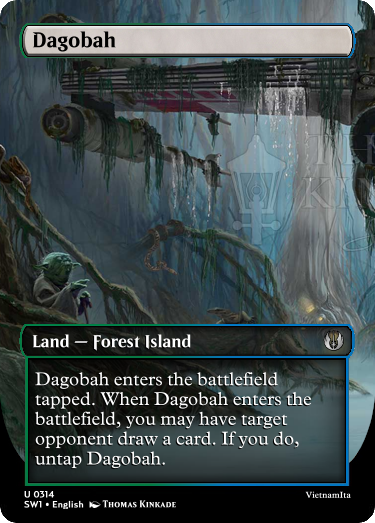 Dagobah
Land — Forest Island
Dagobah enters the battlefield
tapped. When Dagobah enters the
battlefield, you may have target
opponent draw a card. If you do,
untap Dagobah.
U 0314
SW1 • English THOMAS KINKADE
VietnamIta